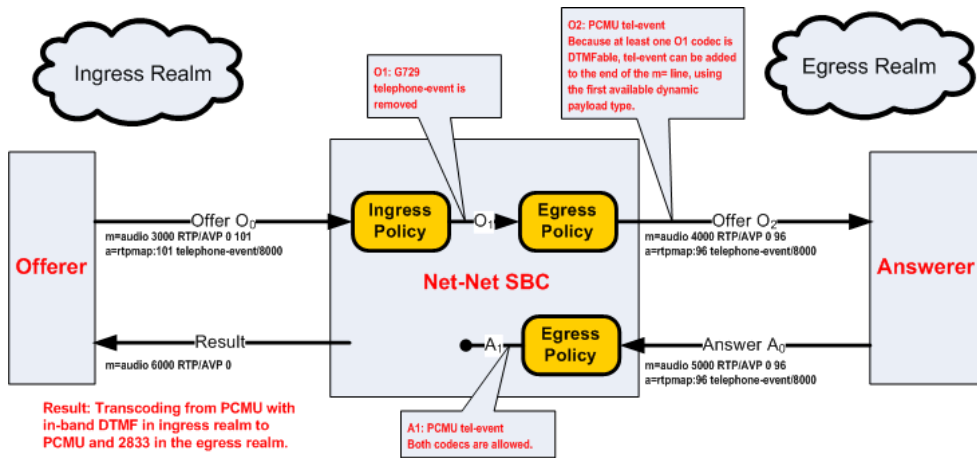 Ingress Realm
Egress Realm
O1: G729
telephone-event is
removed
O2: PCMU tel-event
Because at least one O1 codec is
DTMFable, tel-event can be added
to the end of the m= line, using
the first available dynamic
payload type.
Offerer
Offer O0
m=audio 3000 RTP/AVP 0 101
a=rtpmap:101 telephone-event/8000
Ingress
Policy
O1
Egress
Policy
Offer O2
m=audio 4000 RTP/AVP 0 96
a=rtpmap:96 telephone-event/8000
Answerer
Net-Net SBC
Result
m=audio 6000 RTP/AVP 0
A1
Egress
Policy
Answer A0
m=audio 5000 RTP/AVP 0 96
a=rtpmap:96 telephone-event/8000
Result: Transcoding from PCMU with
in-band DTMF in ingress realm to
PCMU and 2833 in the egress realm.
A1: PCMU tel-event
Both codecs are allowed.